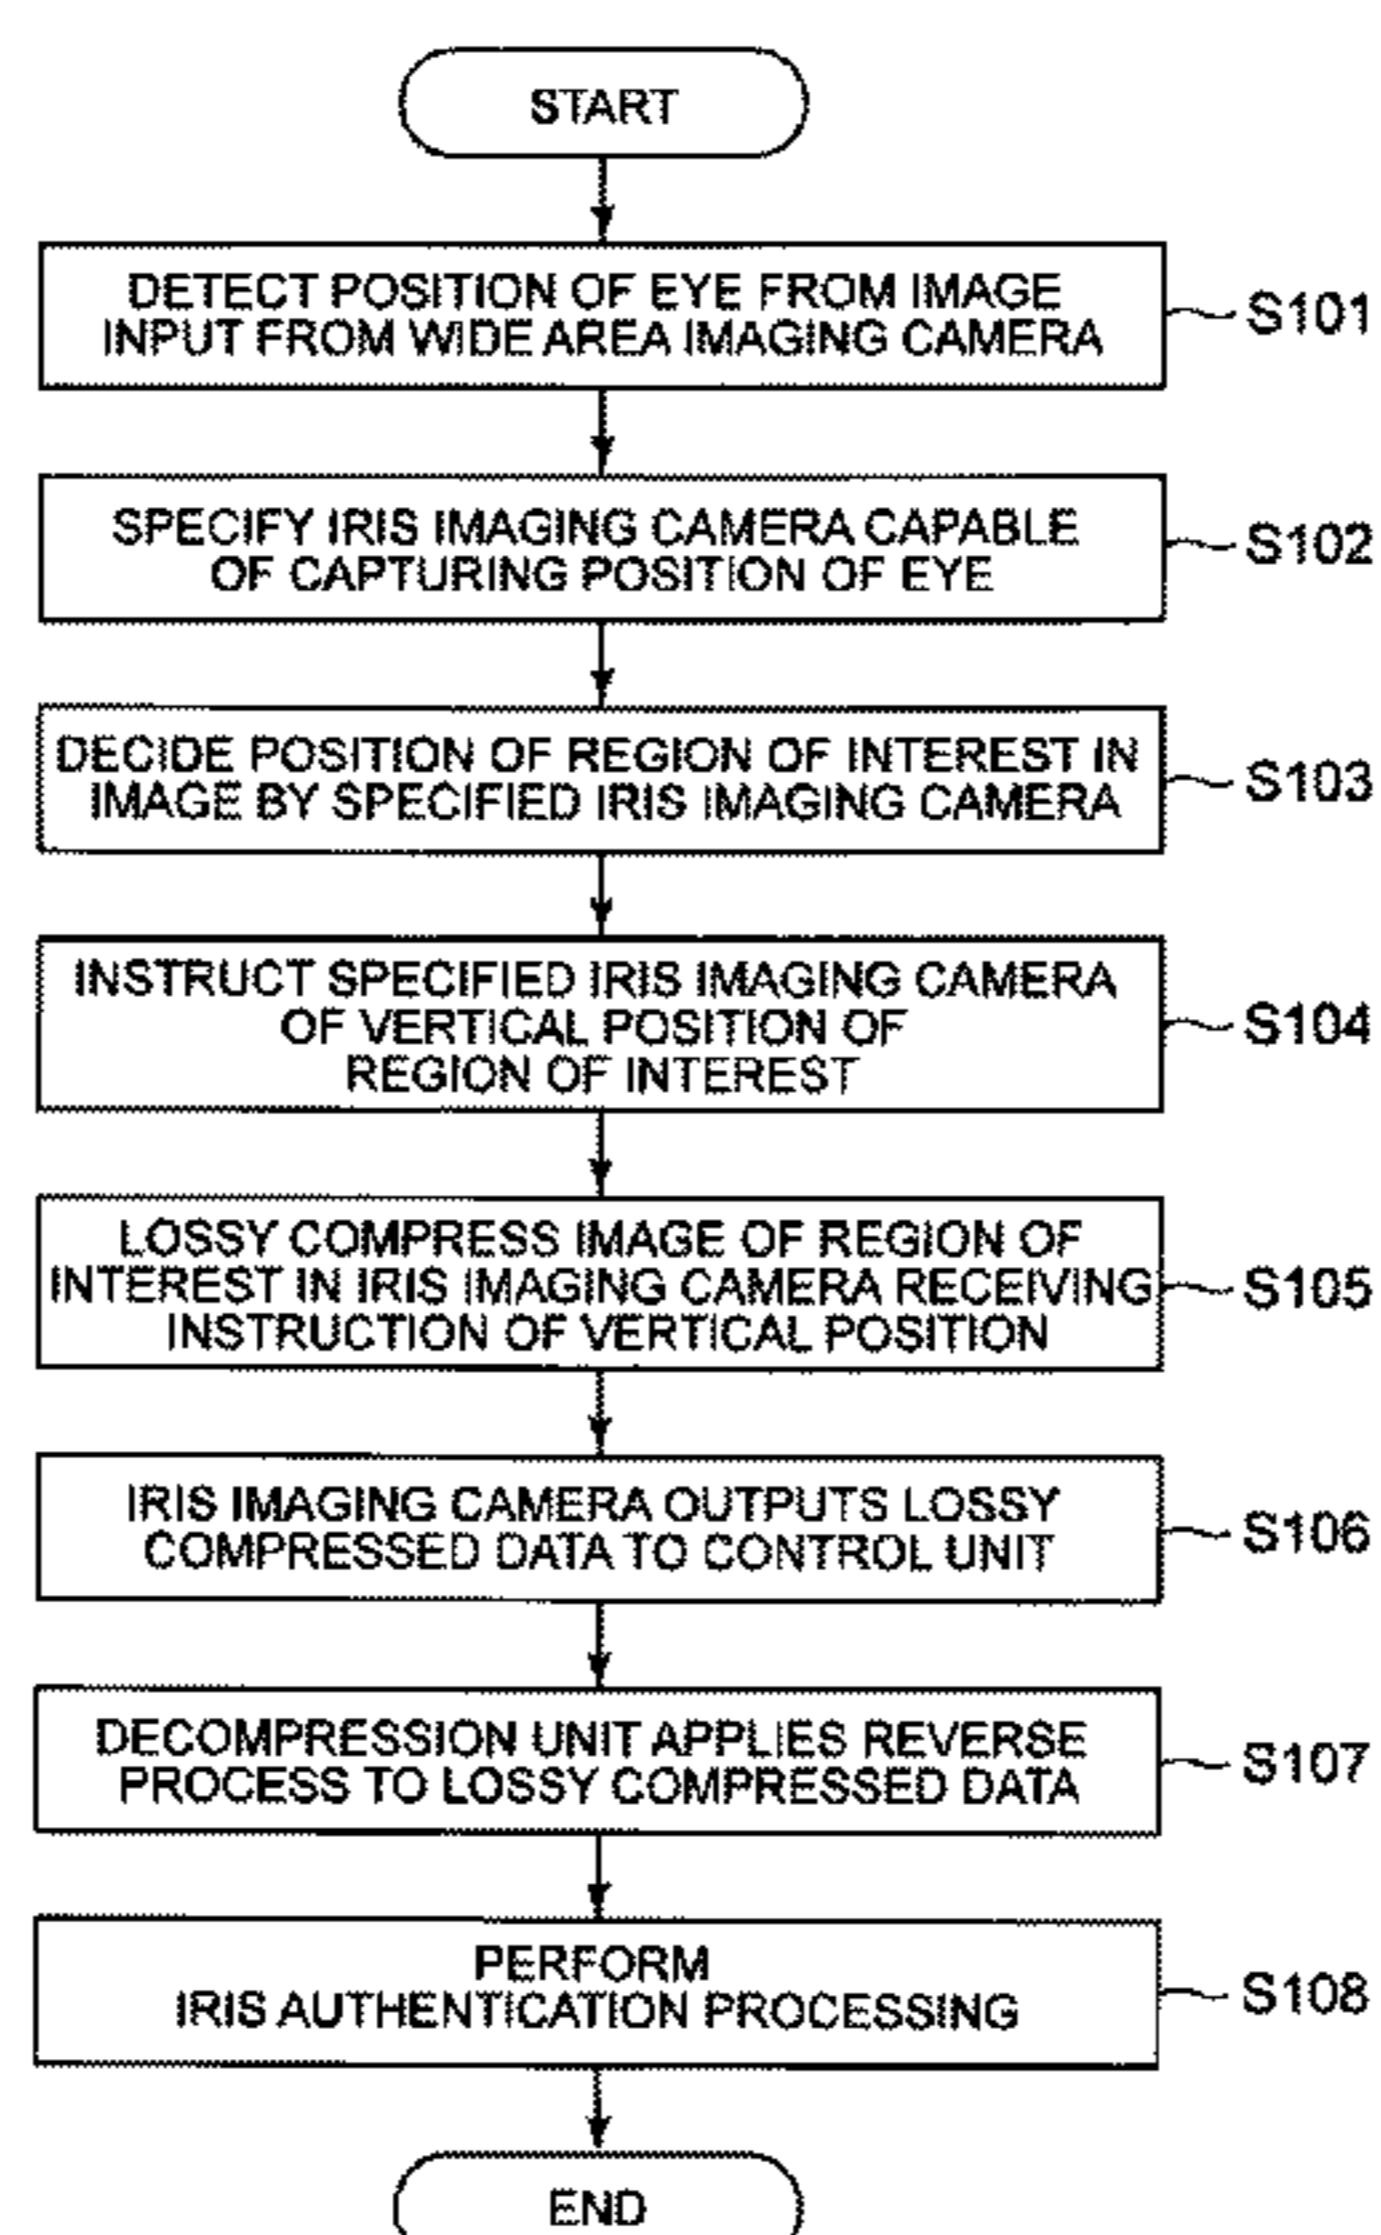 START
DETECT POSITION OF EYE FROM IMAGE
INPUT FROM WIDE AREA IMAGING CAMERA
S101
SPECIFY IRIS IMAGING CAMERA CAPABLE
OF CAPTURING POSITION OF EYE
S102
DECIDE POSITION OF REGION OF INTEREST IN
IMAGE BY SPECIFIED IRIS IMAGING CAMERA
S103
INSTRUCT SPECIFIED IRIS IMAGING CAMERA
OF VERTICAL POSITION OF
REGION OF INTEREST
S104
LOSSY COMPRESS IMAGE OF REGION OF
INTEREST IN IRIS IMAGING CAMERA RECEIVING
INSTRUCTION OF VERTICAL POSITION
S105
IRIS IMAGING CAMERA OUTPUTS LOSSY
COMPRESSED DATA TO CONTROL UNIT
S106
DECOMPRESSION UNIT APPLIES REVERSE
PROCESS TO LOSSY COMPRESSED DATA
S107
PERFORM
IRIS AUTHENTICATION PROCESSING
S108
END